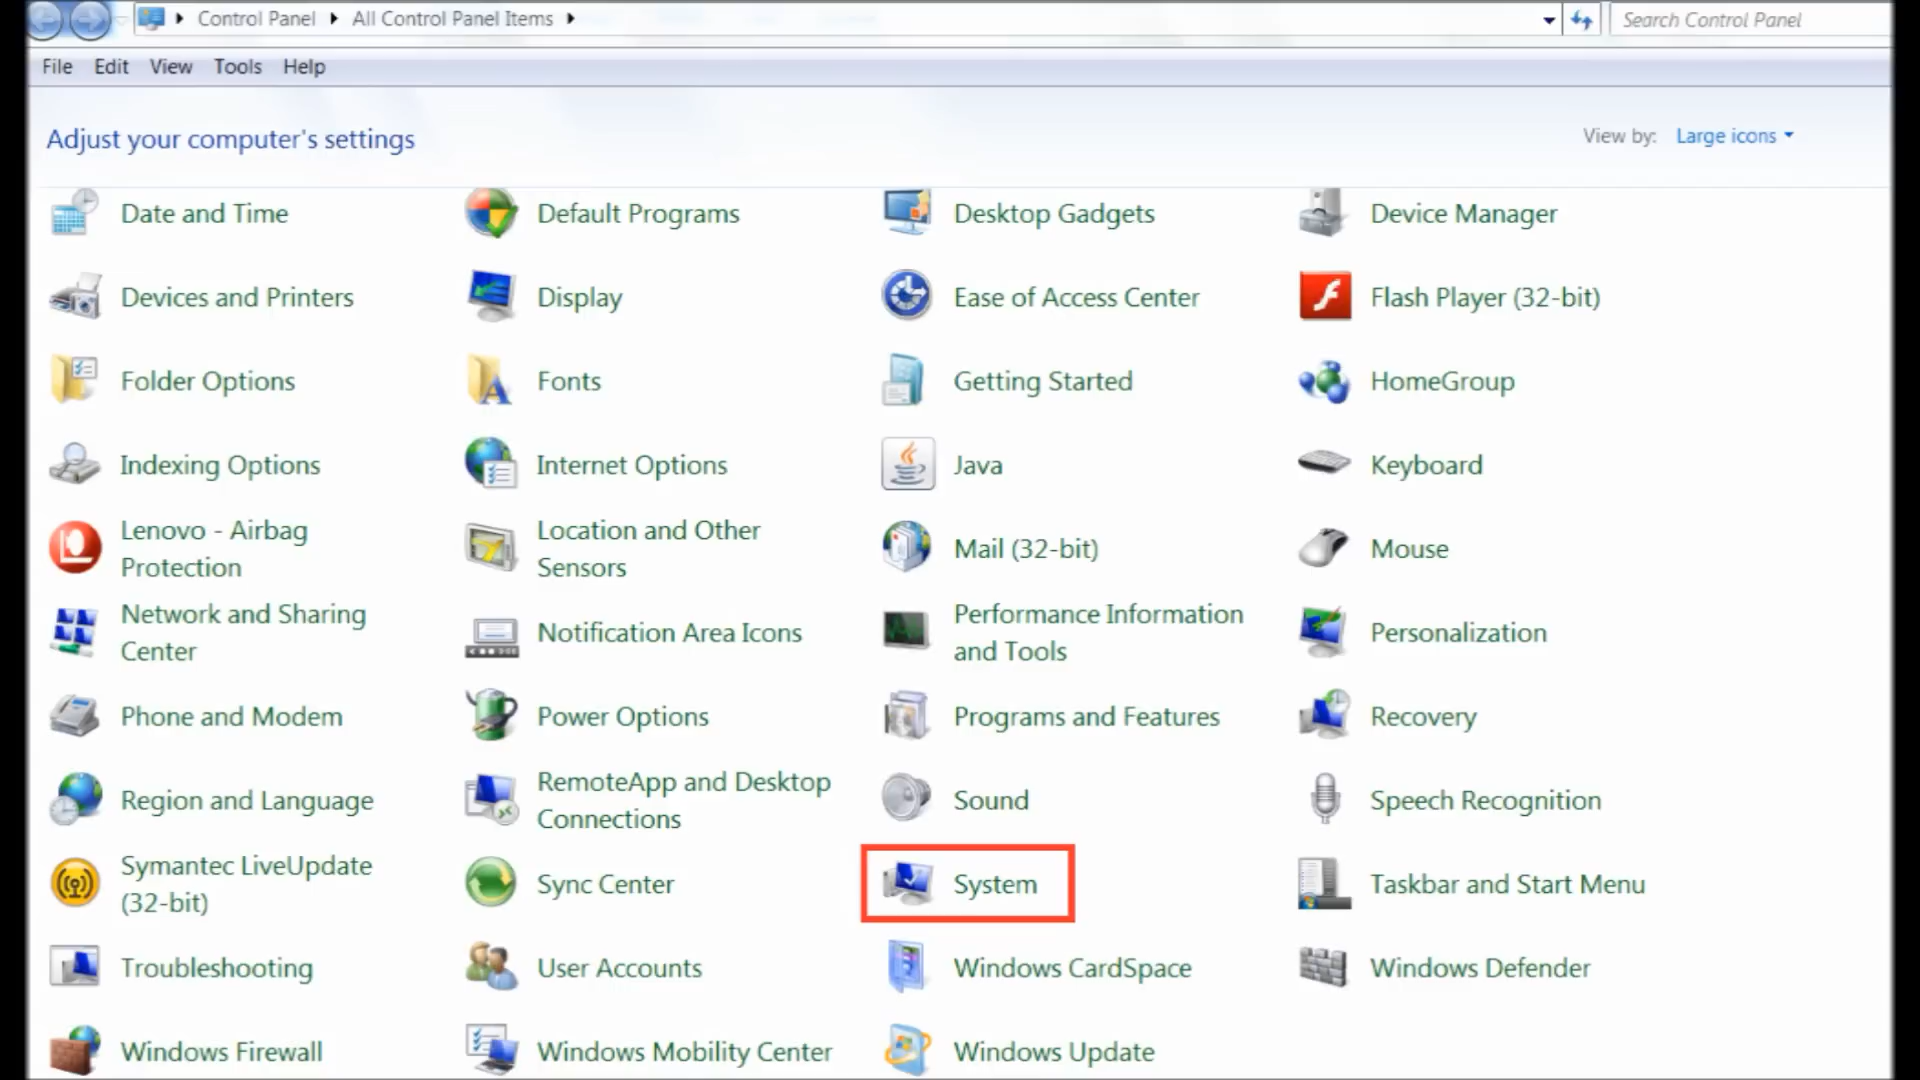 Control Panel All Control Panel Items Search Control Panel
File Edit View Tools Help
Adjust your computer's settings View by: Large icons
Date and Time Default Programs Desktop Gadgets Device Manager
Devices and Printers Display Ease of Access Center Flash Player (32-bit)
Folder Options Fonts Getting Started HomeGroup
Indexing Options Internet Options Java Keyboard
Lenovo - Airbag
Protection
Location and Other
Sensors
Mail (32-bit) Mouse
Network and Sharing
Center
Notification Area Icons
Performance Information
and Tools
Personalization
Phone and Modem Power Options Programs and Features Recovery
Region and Language
RemoteApp and Desktop
Connections
Sound Speech Recognition
Symantec LiveUpdate
(32-bit)
Sync Center System Taskbar and Start Menu
Troubleshooting User Accounts Windows CardSpace Windows Defender
Windows Firewall Windows Mobility Center Windows Update